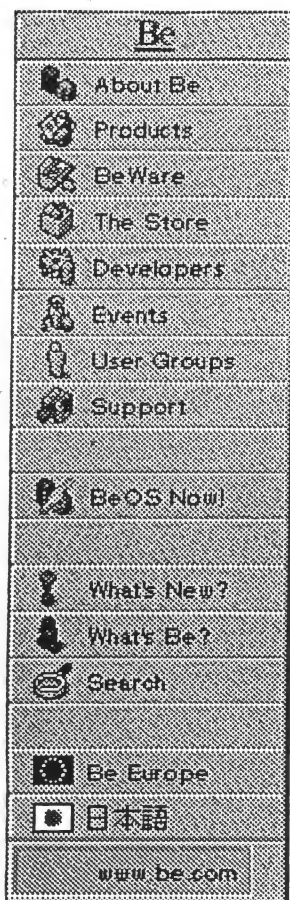 Be
About Be
Products
BeWare
The Store
Developers
Events
User Groups
Support
BeOS Now!
What's New?
What's Be?
Search
Be Europe
日本語
www.be.com